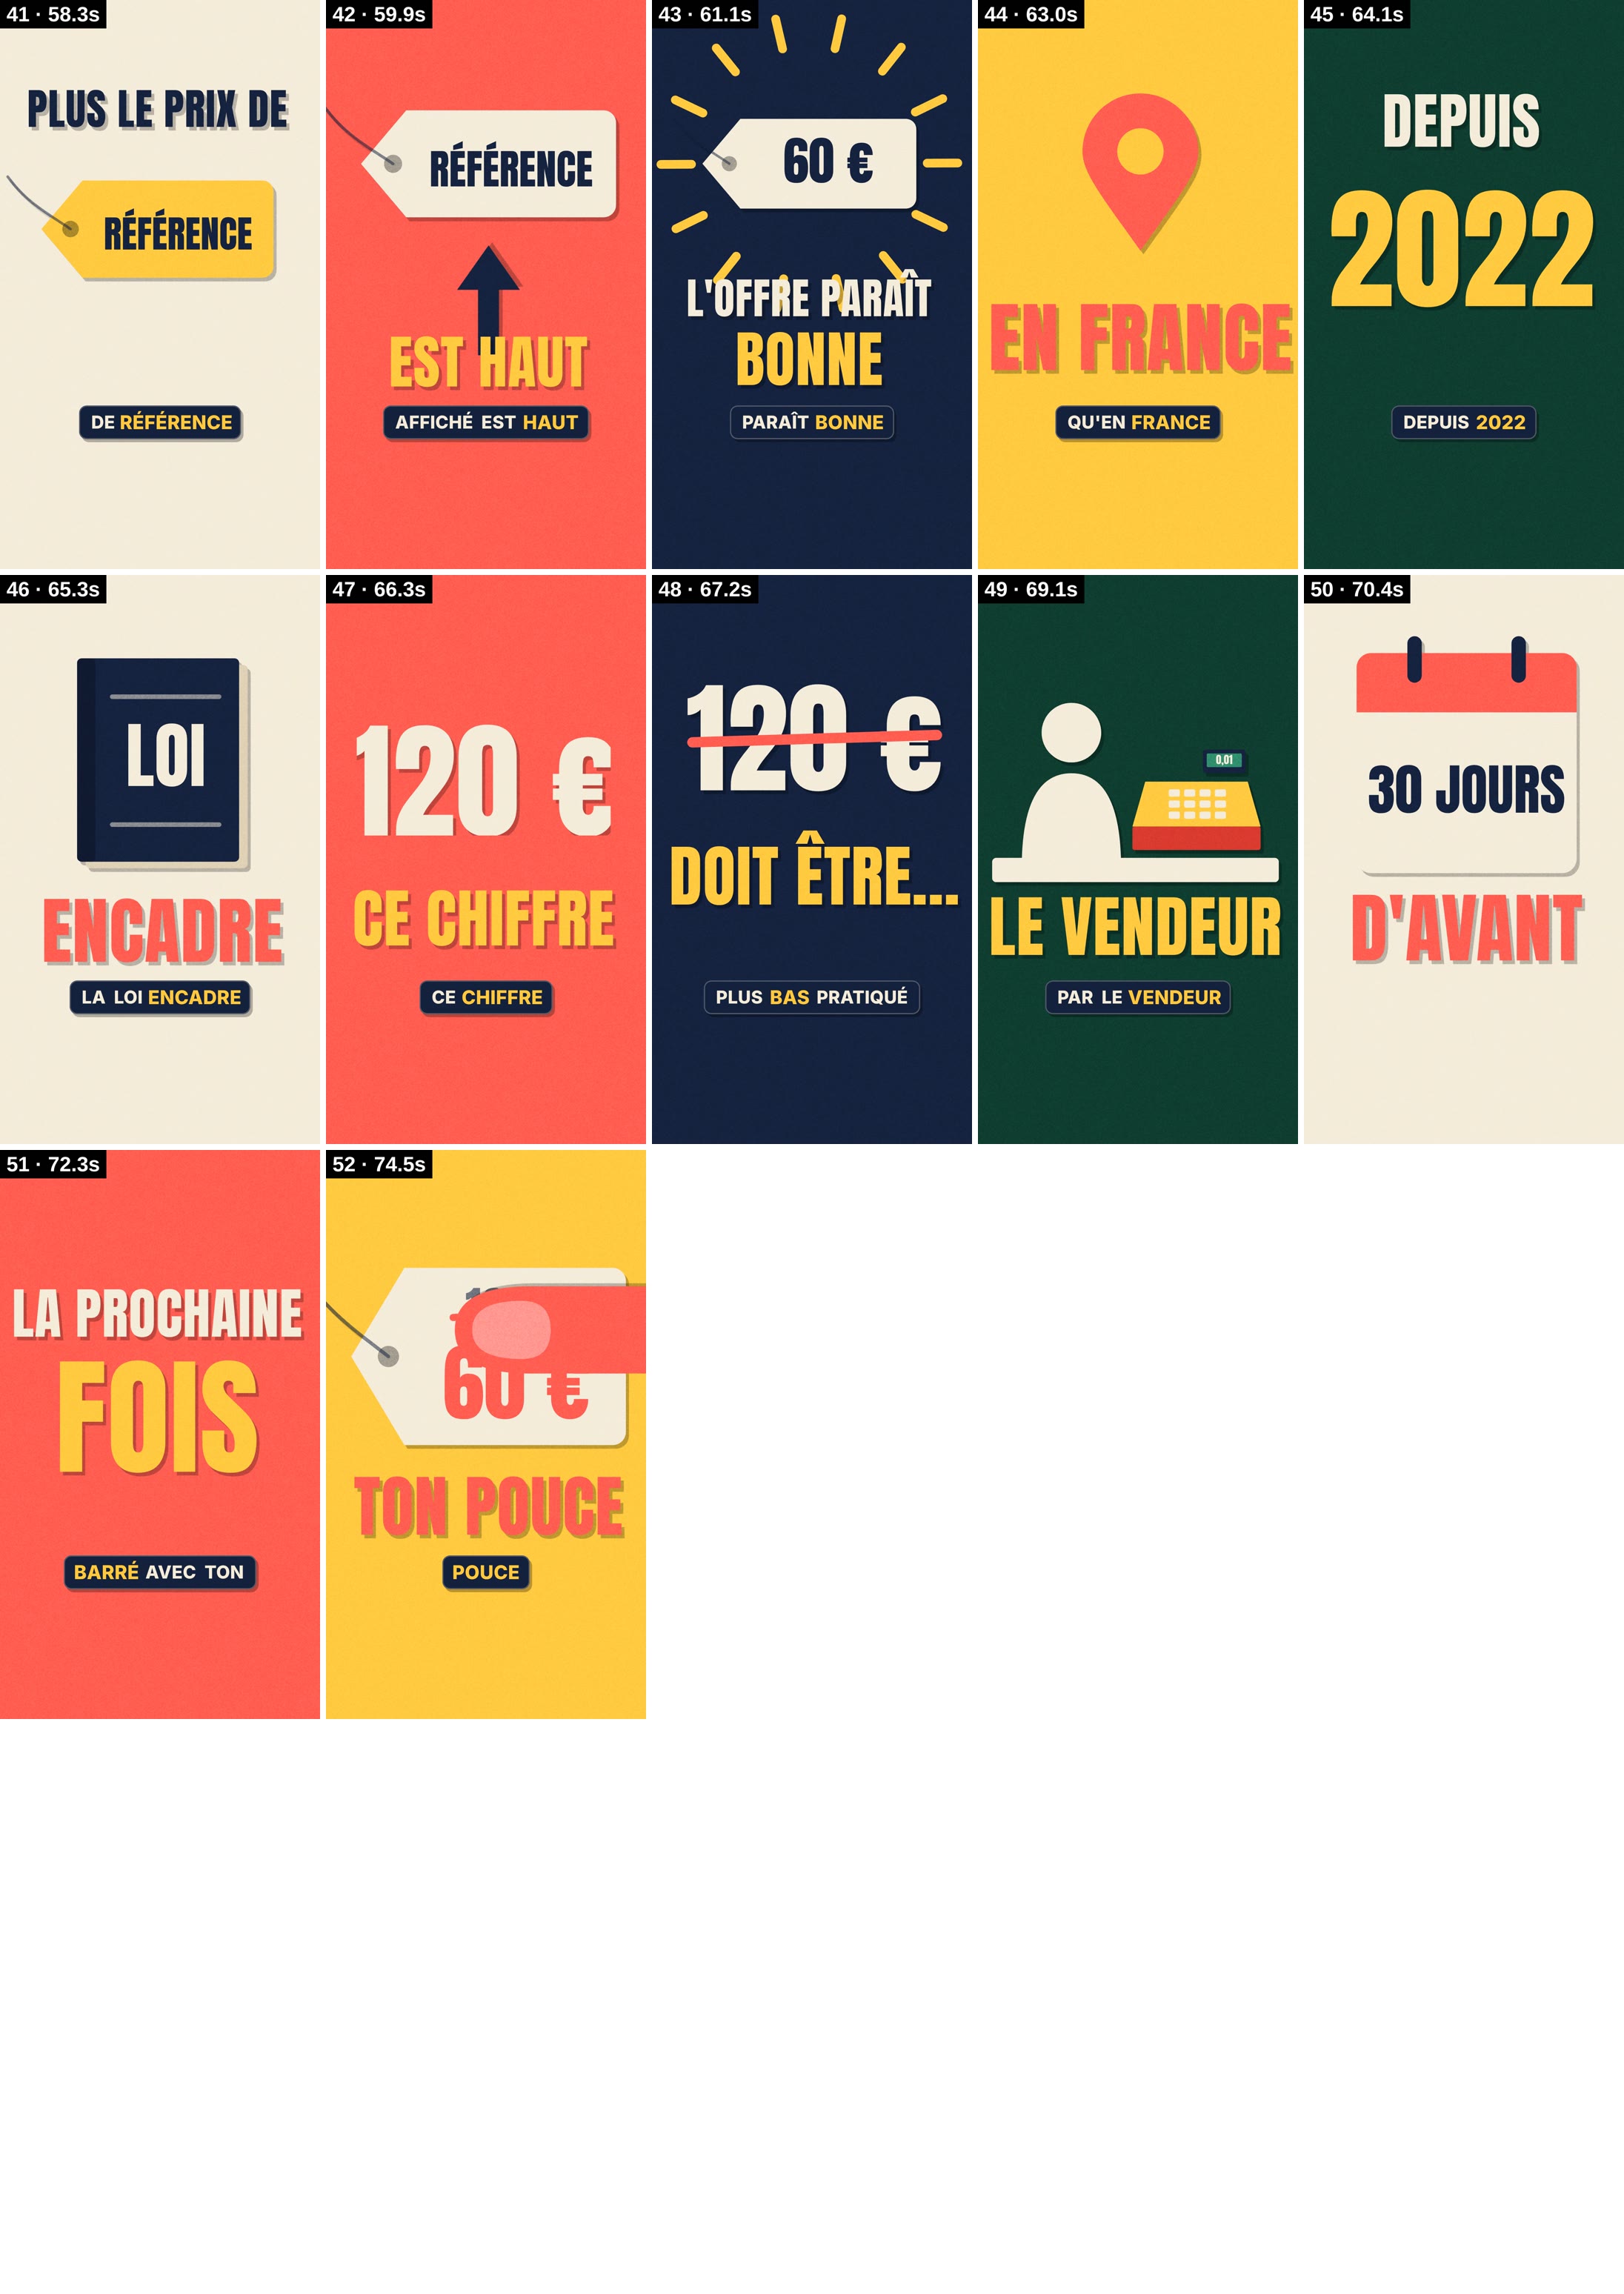 41 · 58.3s
PLUS LE PRIX DE
RÉFÉRENCE
DE RÉFÉRENCE
42 · 59.9s
RÉFÉRENCE
EST HAUT
AFFICHÉ EST HAUT
43 · 61.1s
60 €
L'OFFRE PARAÎT
BONNE
PARAÎT BONNE
44 · 63.0s
EN FRANCE
QU'EN FRANCE
45 · 64.1s
DEPUIS
2022
DEPUIS 2022
46 · 65.3s
LOI
ENCADRE
LA LOI ENCADRE
47 · 66.3s
120 €
CE CHIFFRE
CE CHIFFRE
48 · 67.2s
120 €
DOIT ÊTRE...
PLUS BAS PRATIQUÉ
49 · 69.1s
0,01
LE VENDEUR
PAR LE VENDEUR
50 · 70.4s
30 JOURS
D'AVANT
51 · 72.3s
LA PROCHAINE
FOIS
BARRÉ AVEC TON
52 · 74.5s
60 €
TON POUCE
POUCE